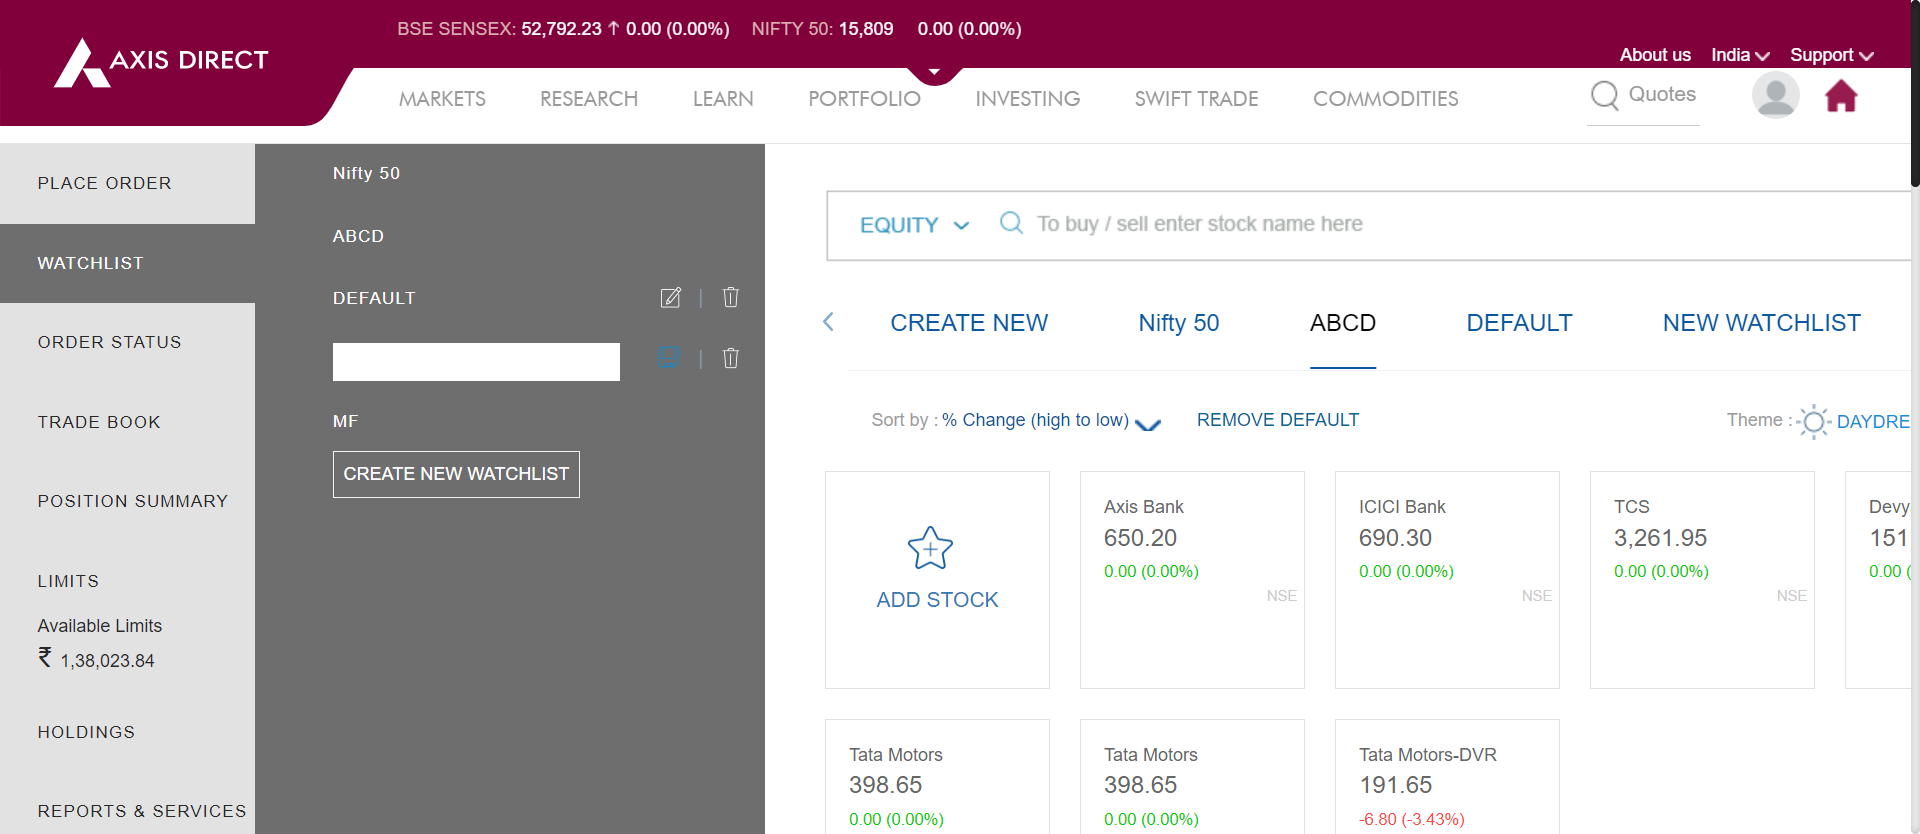 BSE SENSEX: 52,792.23 ↑ 0.00 (0.00%) NIFTY 50: 15,809 0.00 (0.00%)
About us India Support
AXIS DIRECT
MARKETS RESEARCH LEARN PORTFOLIO INVESTING SWIFT TRADE COMMODITIES Quotes
PLACE ORDER
WATCHLIST
ORDER STATUS
TRADE BOOK
POSITION SUMMARY
LIMITS
Available Limits
₹ 1,38,023.84
HOLDINGS
REPORTS & SERVICES
Nifty 50
ABCD
DEFAULT
MF
CREATE NEW WATCHLIST
EQUITY To buy / sell enter stock name here
CREATE NEW Nifty 50 ABCD DEFAULT NEW WATCHLIST
Sort by : % Change (high to low) REMOVE DEFAULT Theme : DAYDRE
ADD STOCK
Axis Bank
650.20
0.00 (0.00%)
NSE
ICICI Bank
690.30
0.00 (0.00%)
NSE
TCS
3,261.95
0.00 (0.00%)
NSE
Devy
151
0.00 (
Tata Motors
398.65
0.00 (0.00%)
Tata Motors
398.65
0.00 (0.00%)
Tata Motors-DVR
191.65
-6.80 (-3.43%)